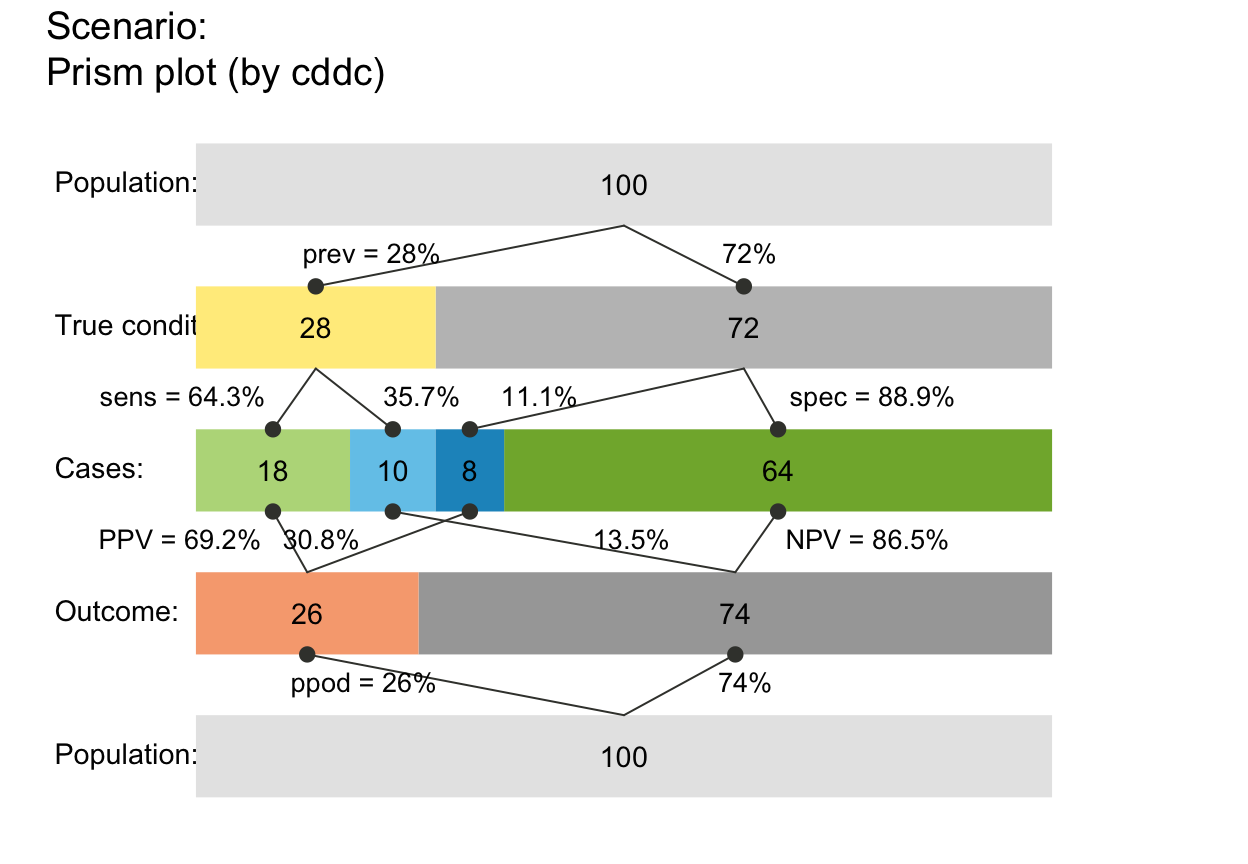 Scenario:
Prism plot (by cddc)
Population:
100
prev = 28%
72%
True condit
28
72
sens = 64.3%
35.7%
11.1%
spec = 88.9%
Cases:
18
10
8
64
PPV = 69.2%
30.8%
13.5%
NPV = 86.5%
Outcome:
26
74
ppod = 26%
74%
Population:
100